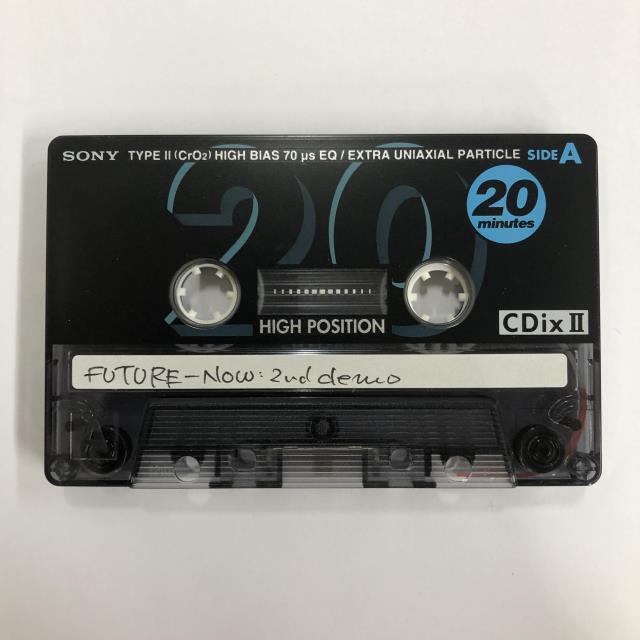 SONY TYPE II (CrO2) HIGH BIAS 70 µs EQ / EXTRA UNIAXIAL PARTICLE SIDE A
20
20
minutes
HIGH POSITION
CDix II
FUTURE-NOW: 2nd demo